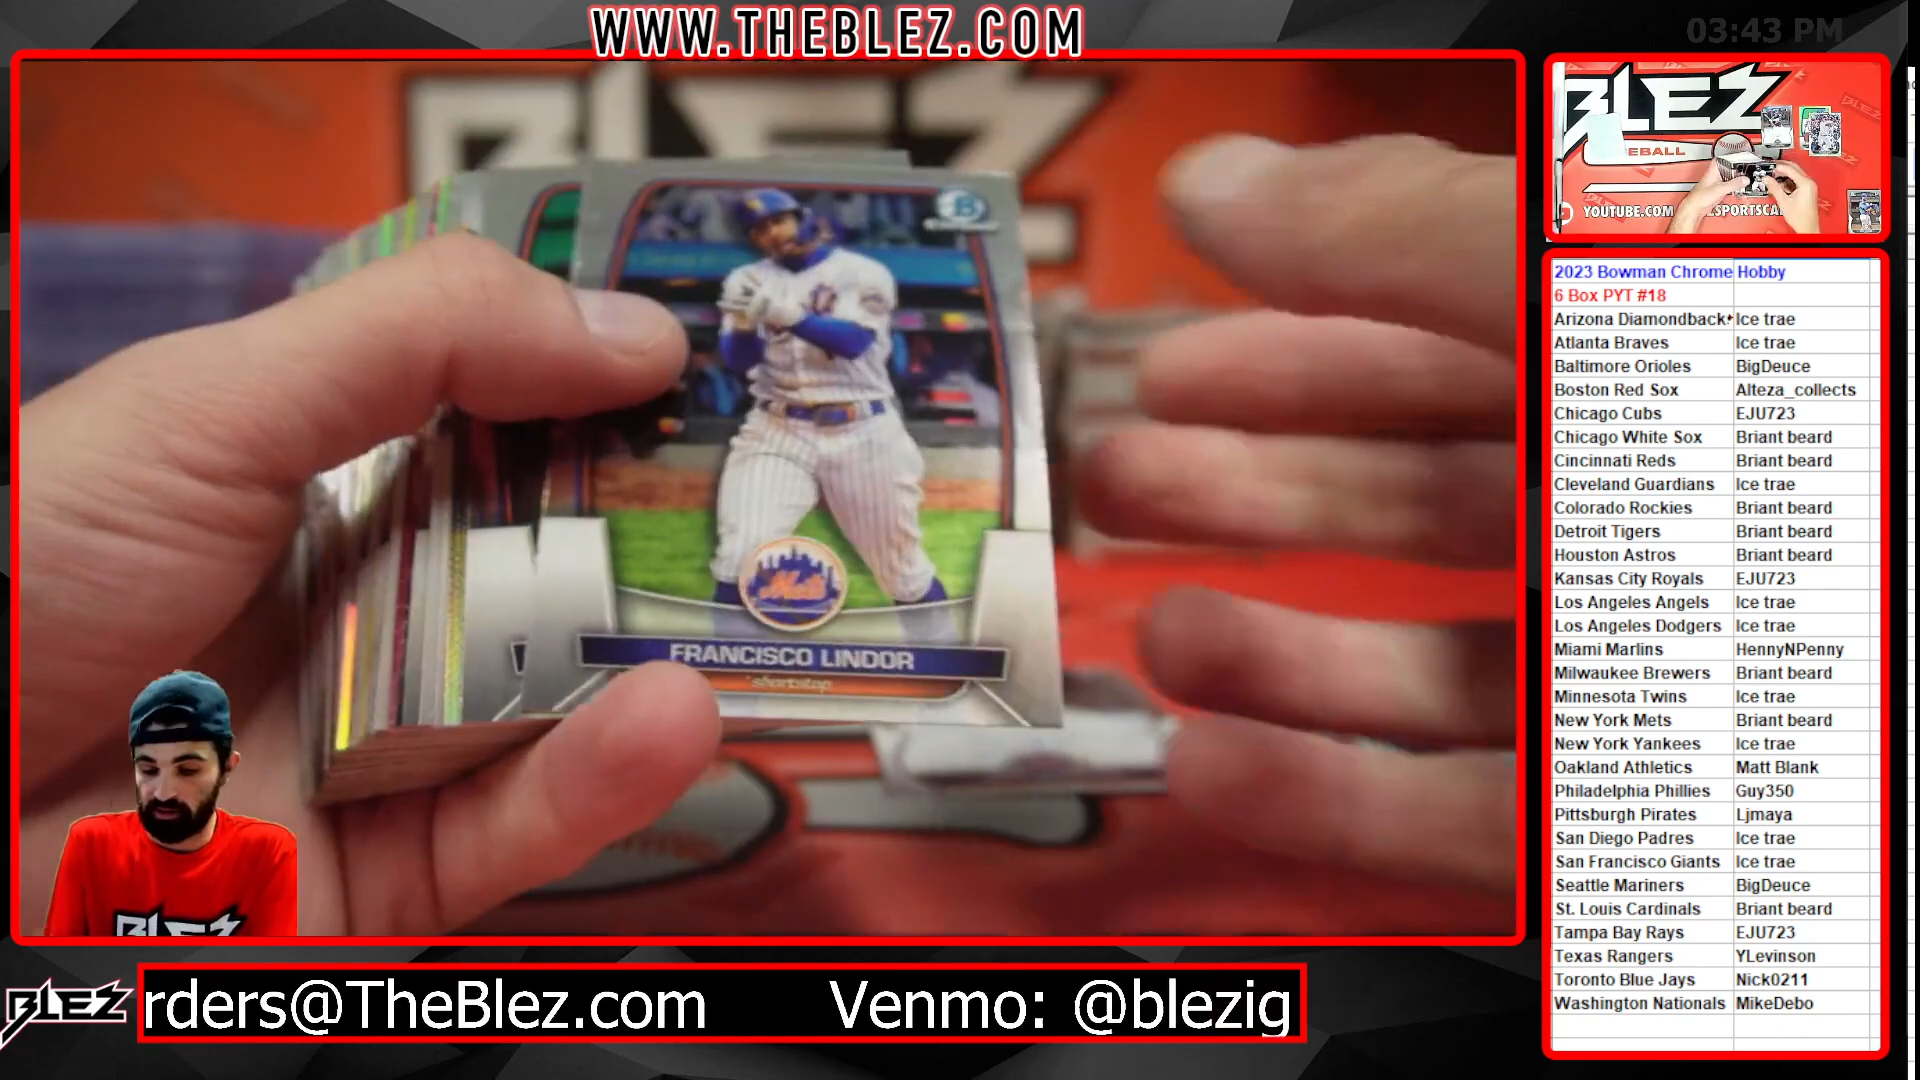 WWW.THEBLEZ.COM
03:43 PM
BLEZ
FRANCISCO LINDOR
shortstop
Mets
B
BLEZ
EBALL
YOUTUBE.COM
2023 Bowman Chrome Hobby
6 Box PYT #18
Arizona Diamondback Ice trae
Atlanta Braves Ice trae
Baltimore Orioles BigDeuce
Boston Red Sox Alteza_collects
Chicago Cubs EJU723
Chicago White Sox Briant beard
Cincinnati Reds Briant beard
Cleveland Guardians Ice trae
Colorado Rockies Briant beard
Detroit Tigers Briant beard
Houston Astros Briant beard
Kansas City Royals EJU723
Los Angeles Angels Ice trae
Los Angeles Dodgers Ice trae
Miami Marlins HennyNPenny
Milwaukee Brewers Briant beard
Minnesota Twins Ice trae
New York Mets Briant beard
New York Yankees Ice trae
Oakland Athletics Matt Blank
Philadelphia Phillies Guy350
Pittsburgh Pirates Ljmaya
San Diego Padres Ice trae
San Francisco Giants Ice trae
Seattle Mariners BigDeuce
St. Louis Cardinals Briant beard
Tampa Bay Rays EJU723
Texas Rangers YLevinson
Toronto Blue Jays Nick0211
Washington Nationals MikeDebo
BLEZ
BLEZ
rders@TheBlez.com Venmo: @blezig